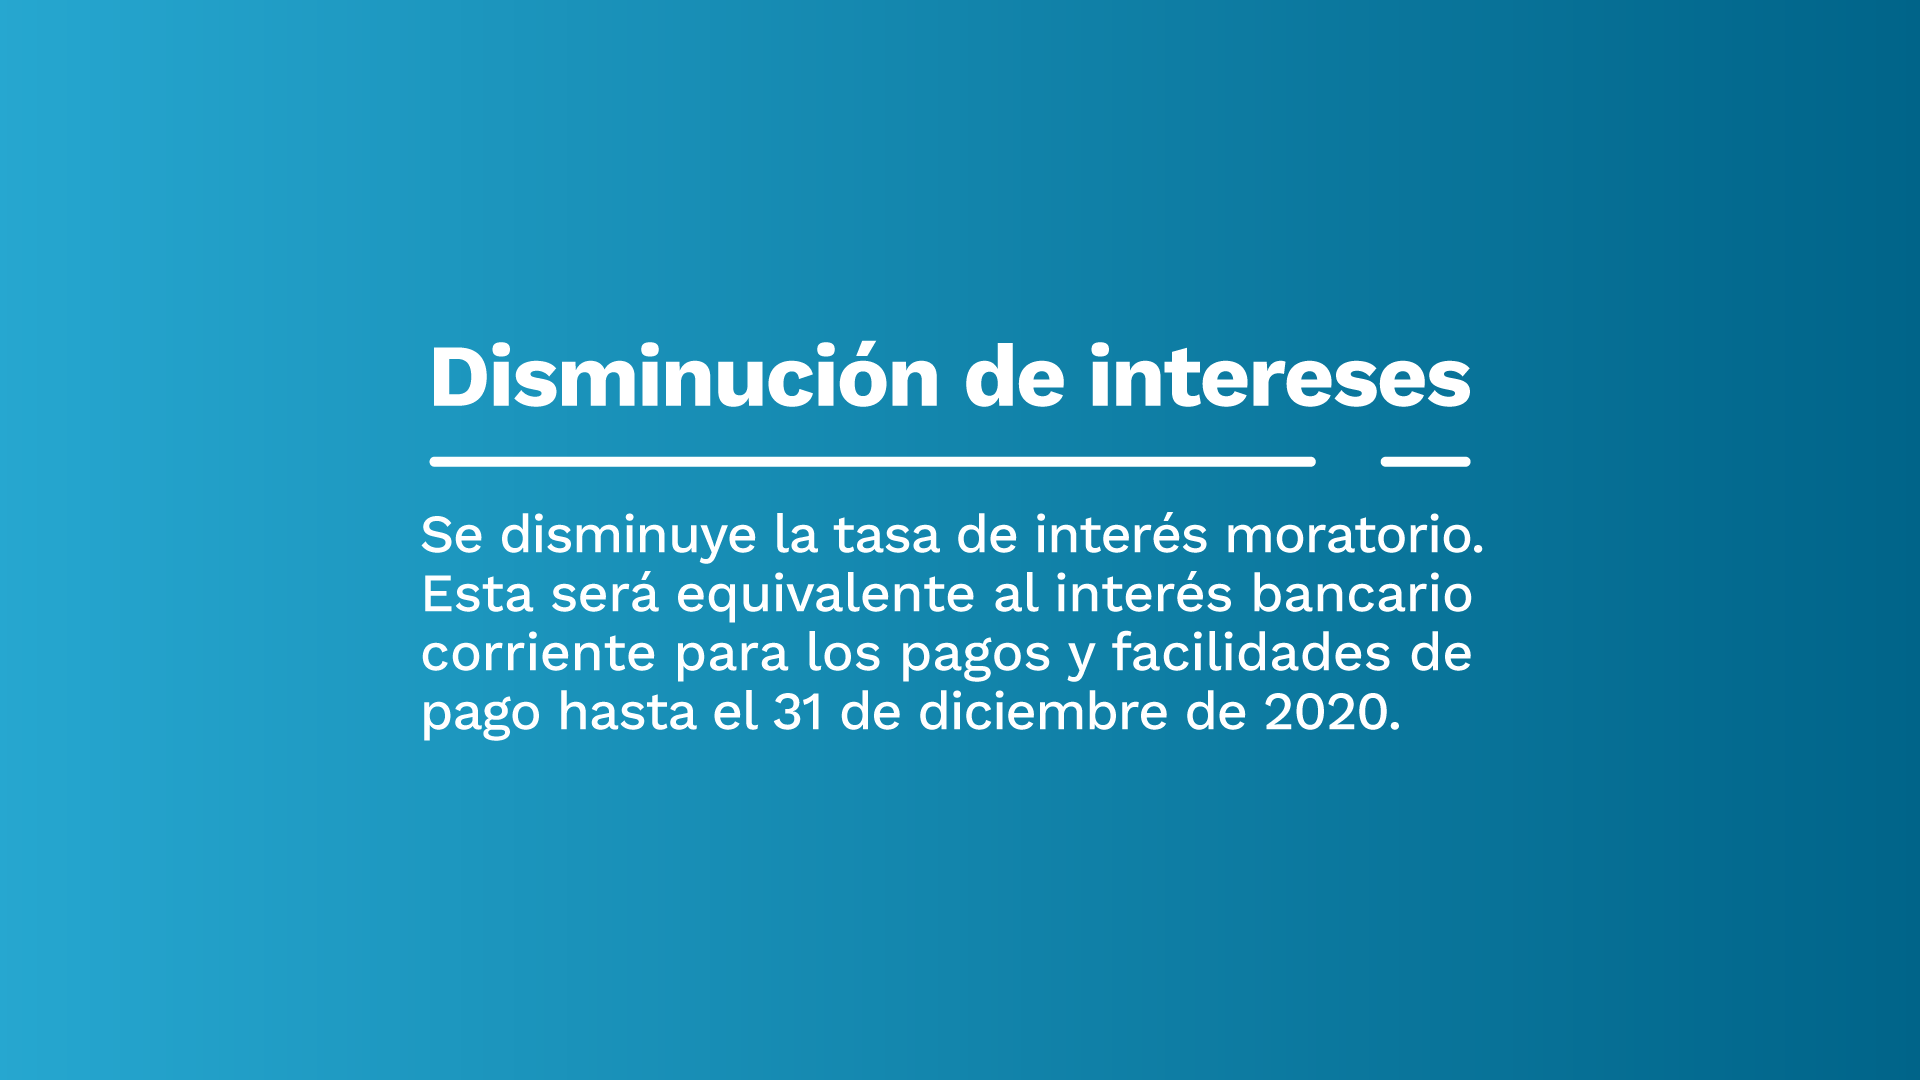 Disminución de intereses
Se disminuye la tasa de interés moratorio.
Esta será equivalente al interés bancario
corriente para los pagos y facilidades de
pago hasta el 31 de diciembre de 2020.